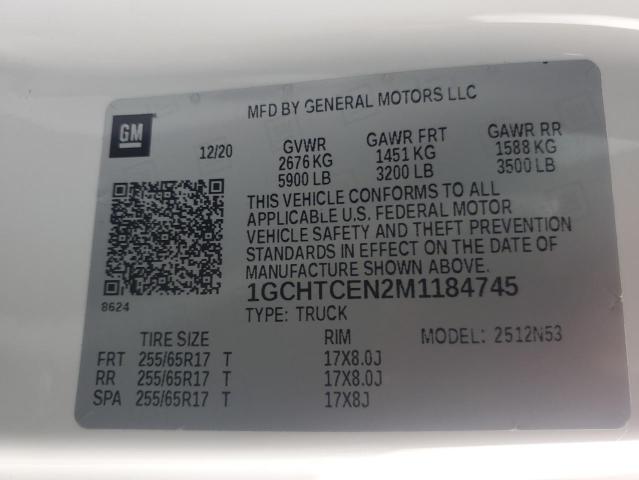 MFD BY GENERAL MOTORS LLC
GM
12/20 GVWR GAWR FRT GAWR RR
2676 KG 1451 KG 1588 KG
5900 LB 3200 LB 3500 LB
THIS VEHICLE CONFORMS TO ALL
APPLICABLE U.S. FEDERAL MOTOR
VEHICLE SAFETY AND THEFT PREVENTION
STANDARDS IN EFFECT ON THE DATE OF
MANUFACTURE SHOWN ABOVE.
8624 1GCHTCEN2M1184745
TYPE: TRUCK
TIRE SIZE RIM MODEL: 2512N53
FRT 255/65R17 T 17X8.0J
RR 255/65R17 T 17X8.0J
SPA 255/65R17 T 17X8J